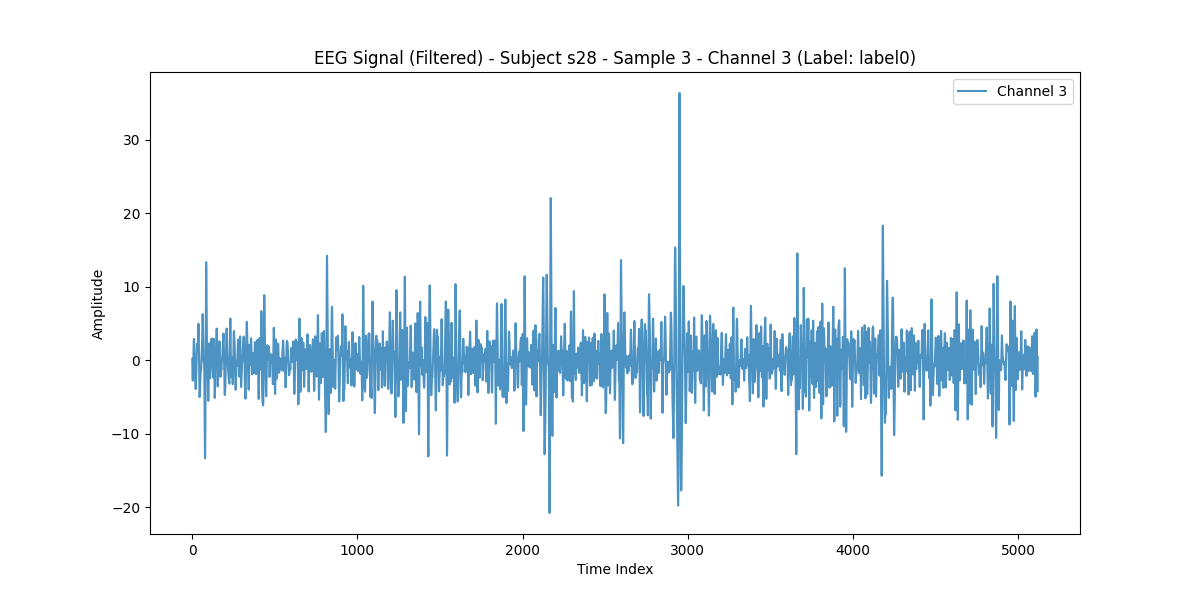 EEG Signal (Filtered) - Subject s28 - Sample 3 - Channel 3 (Label: label0)
Channel 3
Amplitude
30
20
10
0
−10
−20
0 1000 2000 3000 4000 5000
Time Index